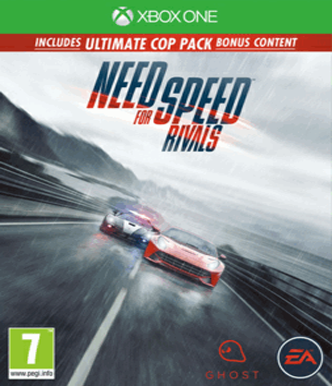 XBOX ONE
INCLUDES ULTIMATE COP PACK BONUS CONTENT
NEED
FOR SPEED
RIVALS
7
www.pegi.info
GHOST
EA